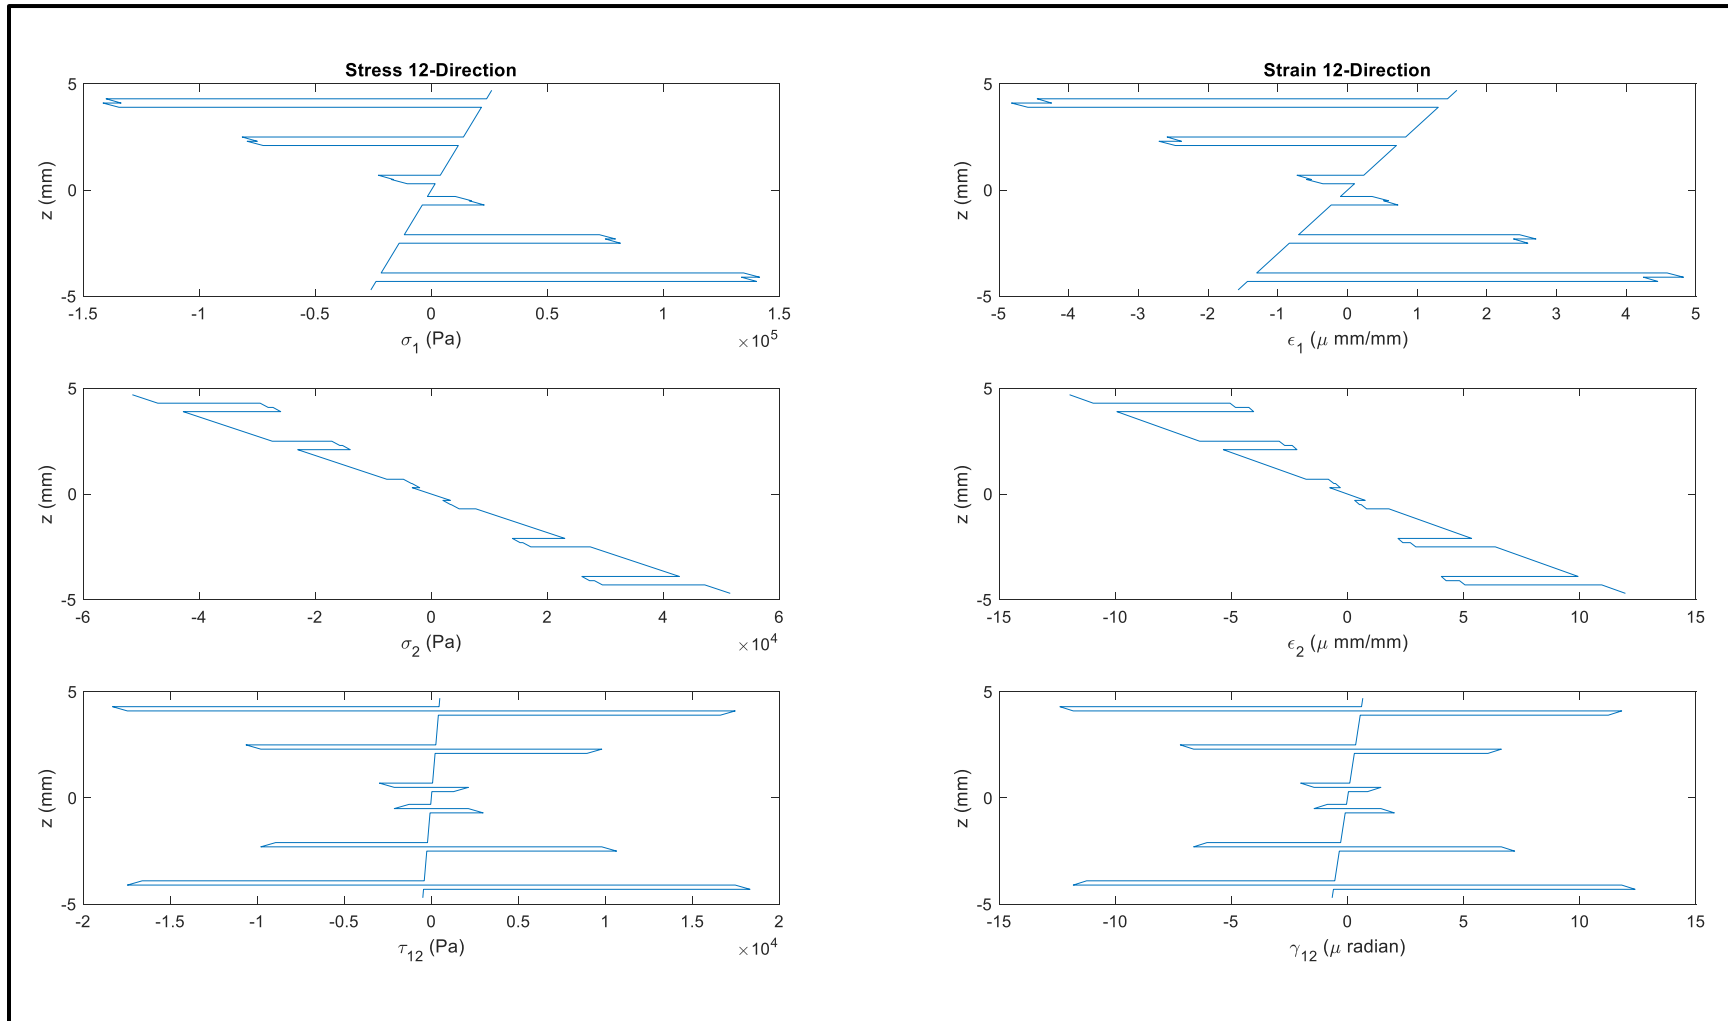 Stress 12-Direction
5
0
-5
z (mm)
-1.5 -1 -0.5 0 0.5 1 1.5
σ1 (Pa)
×10^5
Strain 12-Direction
5
0
-5
z (mm)
-5 -4 -3 -2 -1 0 1 2 3 4 5
ϵ1 (μ mm/mm)
5
0
-5
z (mm)
-6 -4 -2 0 2 4 6
σ2 (Pa)
×10^4
5
0
-5
z (mm)
-15 -10 -5 0 5 10 15
ϵ2 (μ mm/mm)
5
0
-5
z (mm)
-2 -1.5 -1 -0.5 0 0.5 1 1.5 2
τ12 (Pa)
×10^4
5
0
-5
z (mm)
-15 -10 -5 0 5 10 15
γ12 (μ radian)